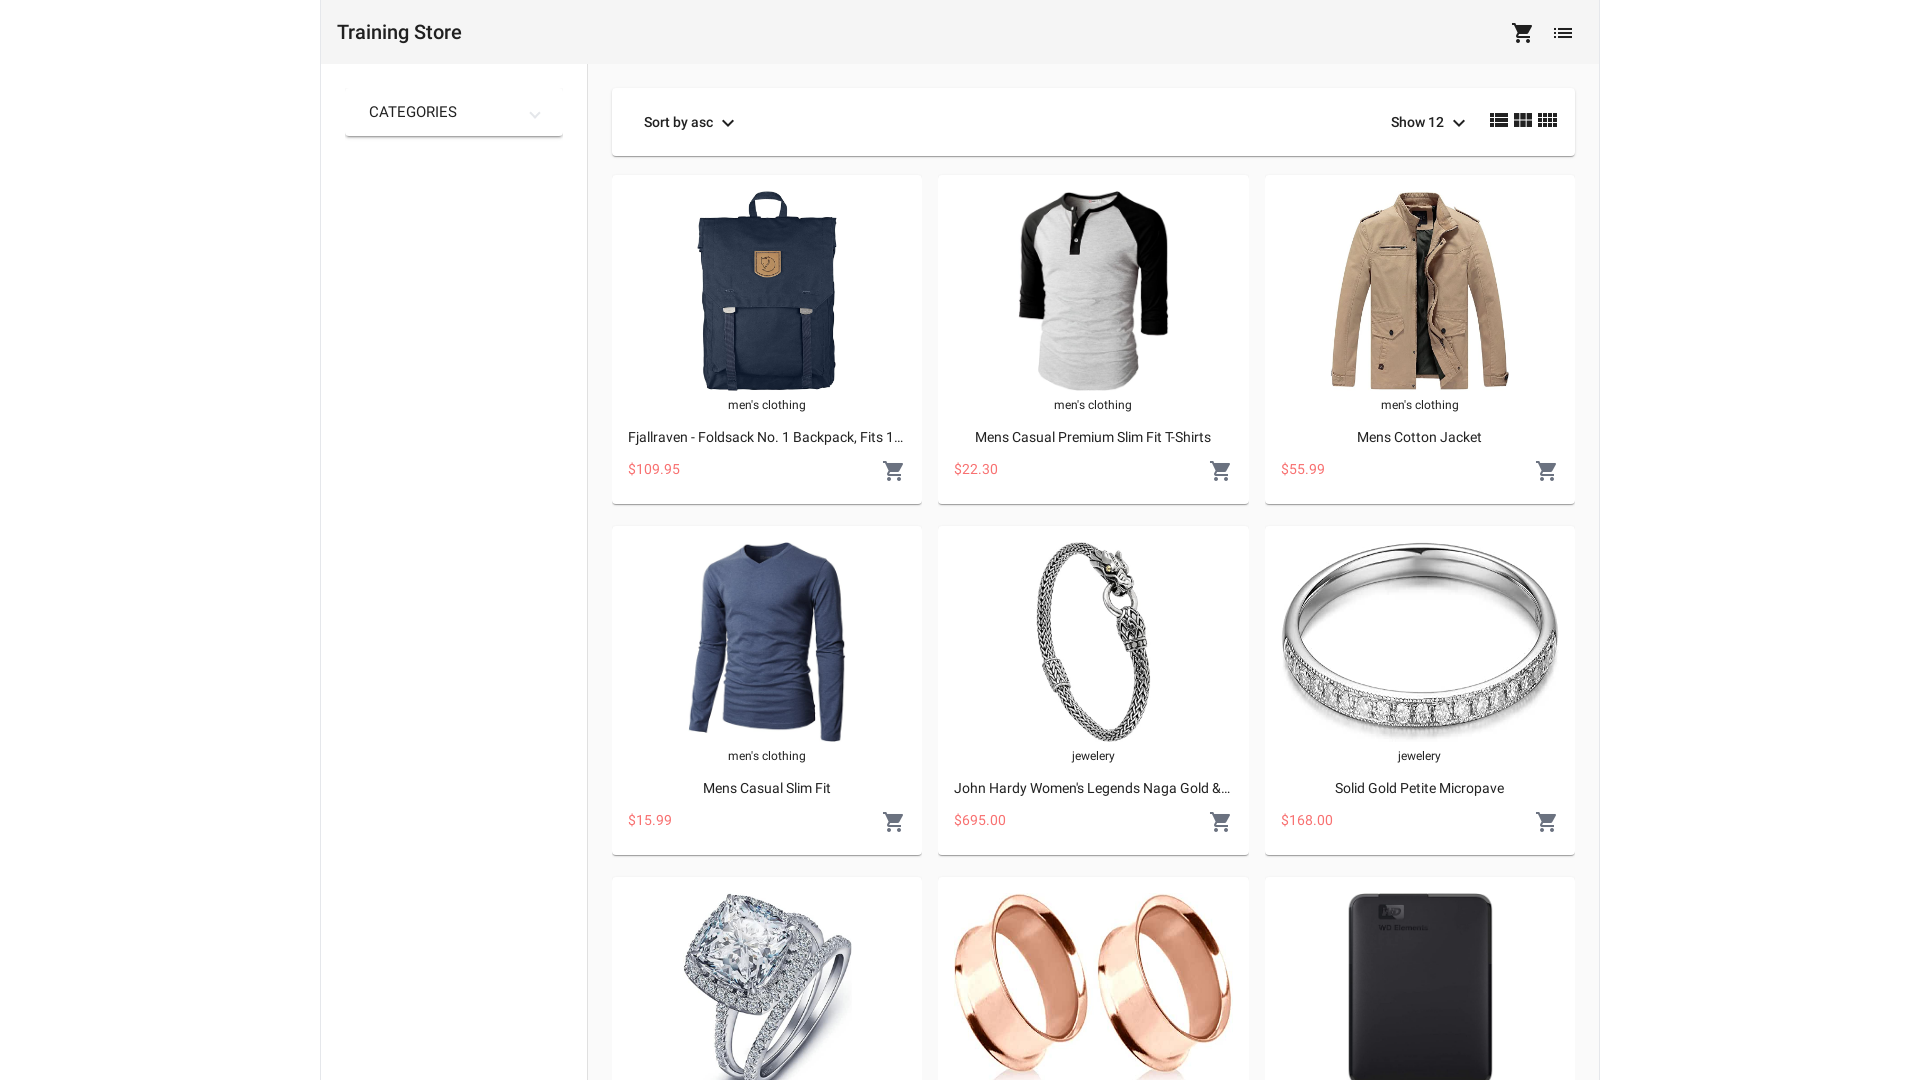 Training Store
CATEGORIES
Sort by asc
Show 12
men's clothing
Fjallraven - Foldsack No. 1 Backpack, Fits 1...
$109.95
men's clothing
Mens Casual Premium Slim Fit T-Shirts
$22.30
men's clothing
Mens Cotton Jacket
$55.99
men's clothing
Mens Casual Slim Fit
$15.99
jewelery
John Hardy Women's Legends Naga Gold &...
$695.00
jewelery
Solid Gold Petite Micropave
$168.00
WD
WD Elements